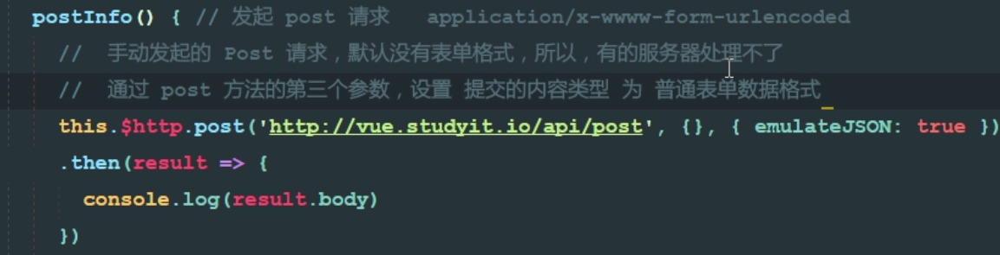 postInfo() { // 发起 post 请求   application/x-wwww-form-urlencoded
//  手动发起的 Post 请求，默认没有表单格式，所以，有的服务器处理不了
//  通过 post 方法的第三个参数，设置 提交的内容类型 为 普通表单数据格式
this.$http.post('http://vue.studyit.io/api/post', {}, { emulateJSON: true })
.then(result => {
console.log(result.body)
})